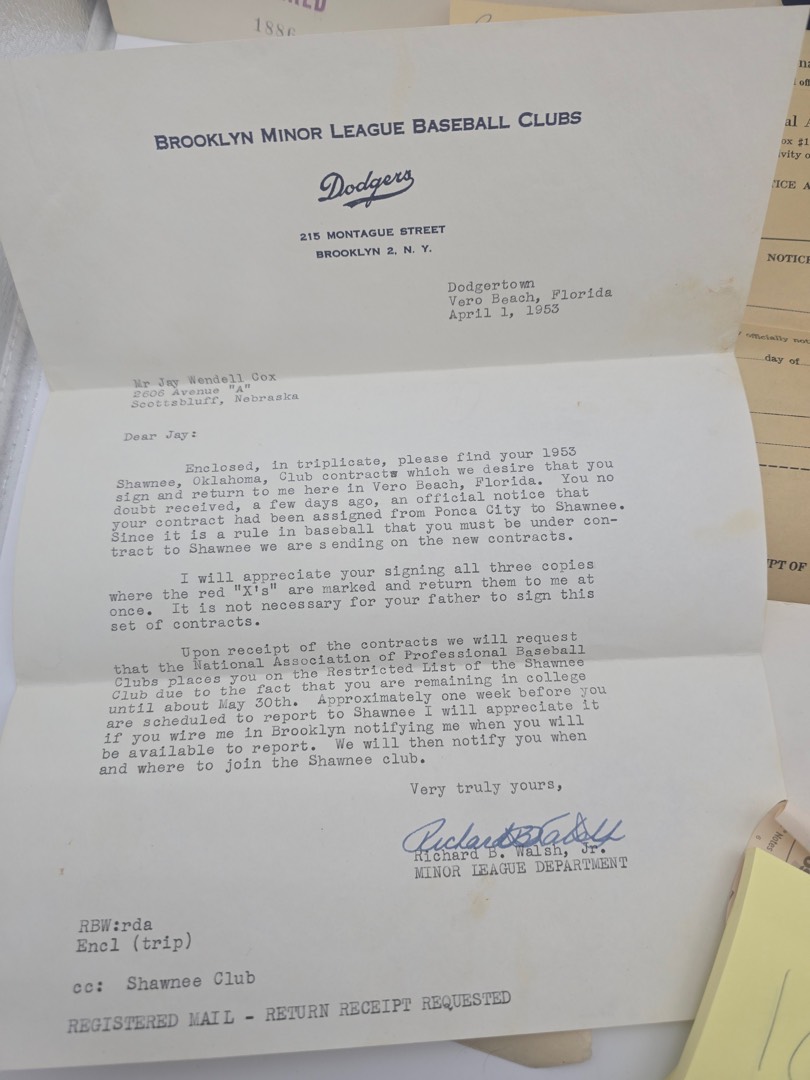 1886
BROOKLYN MINOR LEAGUE BASEBALL CLUBS
Dodgers
215 MONTAGUE STREET
BROOKLYN 2, N. Y.
Dodgertown
Vero Beach, Florida
April 1, 1953
Mr Jay Wendell Cox
2606 Avenue "A"
Scottsbluff, Nebraska
Dear Jay:
Enclosed, in triplicate, please find your 1953
Shawnee, Oklahoma, Club contracts which we desire that you
sign and return to me here in Vero Beach, Florida. You no
doubt received, a few days ago, an official notice that
your contract had been assigned from Ponca City to Shawnee.
Since it is a rule in baseball that you must be under con-
tract to Shawnee we are s ending on the new contracts.
I will appreciate your signing all three copies
where the red "X's" are marked and return them to me at
once. It is not necessary for your father to sign this
set of contracts.
Upon receipt of the contracts we will request
that the National Association of Professional Baseball
Clubs places you on the Restricted List of the Shawnee
Club due to the fact that you are remaining in college
until about May 30th. Approximately one week before you
are scheduled to report to Shawnee I will appreciate it
if you wire me in Brooklyn notifying me when you will
be available to report. We will then notify you when
and where to join the Shawnee club.
Very truly yours,
Richard B. Walsh, Jr.
MINOR LEAGUE DEPARTMENT
RBW:rda
Encl (trip)
cc: Shawnee Club
REGISTERED MAIL - RETURN RECEIPT REQUESTED
NOTICE
officially
day of
OF
Notes